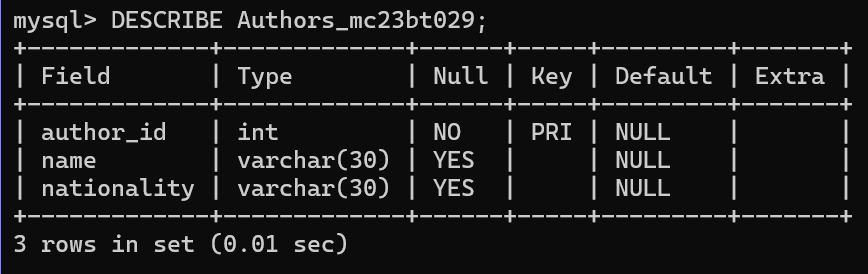 mysql> DESCRIBE Authors_mc23bt029;
+-------------+-------------+------+-----+---------+-------+
| Field       | Type        | Null | Key | Default | Extra |
+-------------+-------------+------+-----+---------+-------+
| author_id   | int         | NO   | PRI | NULL    |       |
| name        | varchar(30) | YES  |     | NULL    |       |
| nationality | varchar(30) | YES  |     | NULL    |       |
+-------------+-------------+------+-----+---------+-------+
3 rows in set (0.01 sec)